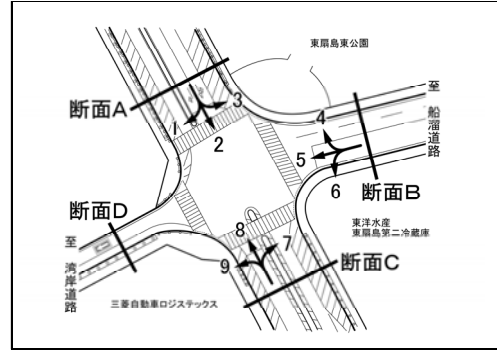 東扇島東公園
至
船溜道路
断面A
1
2
3
4
5
6
断面B
東洋水産
東扇島第二冷蔵庫
断面D
至
湾岸道路
8
7
9
断面C
三菱自動車ロジステックス